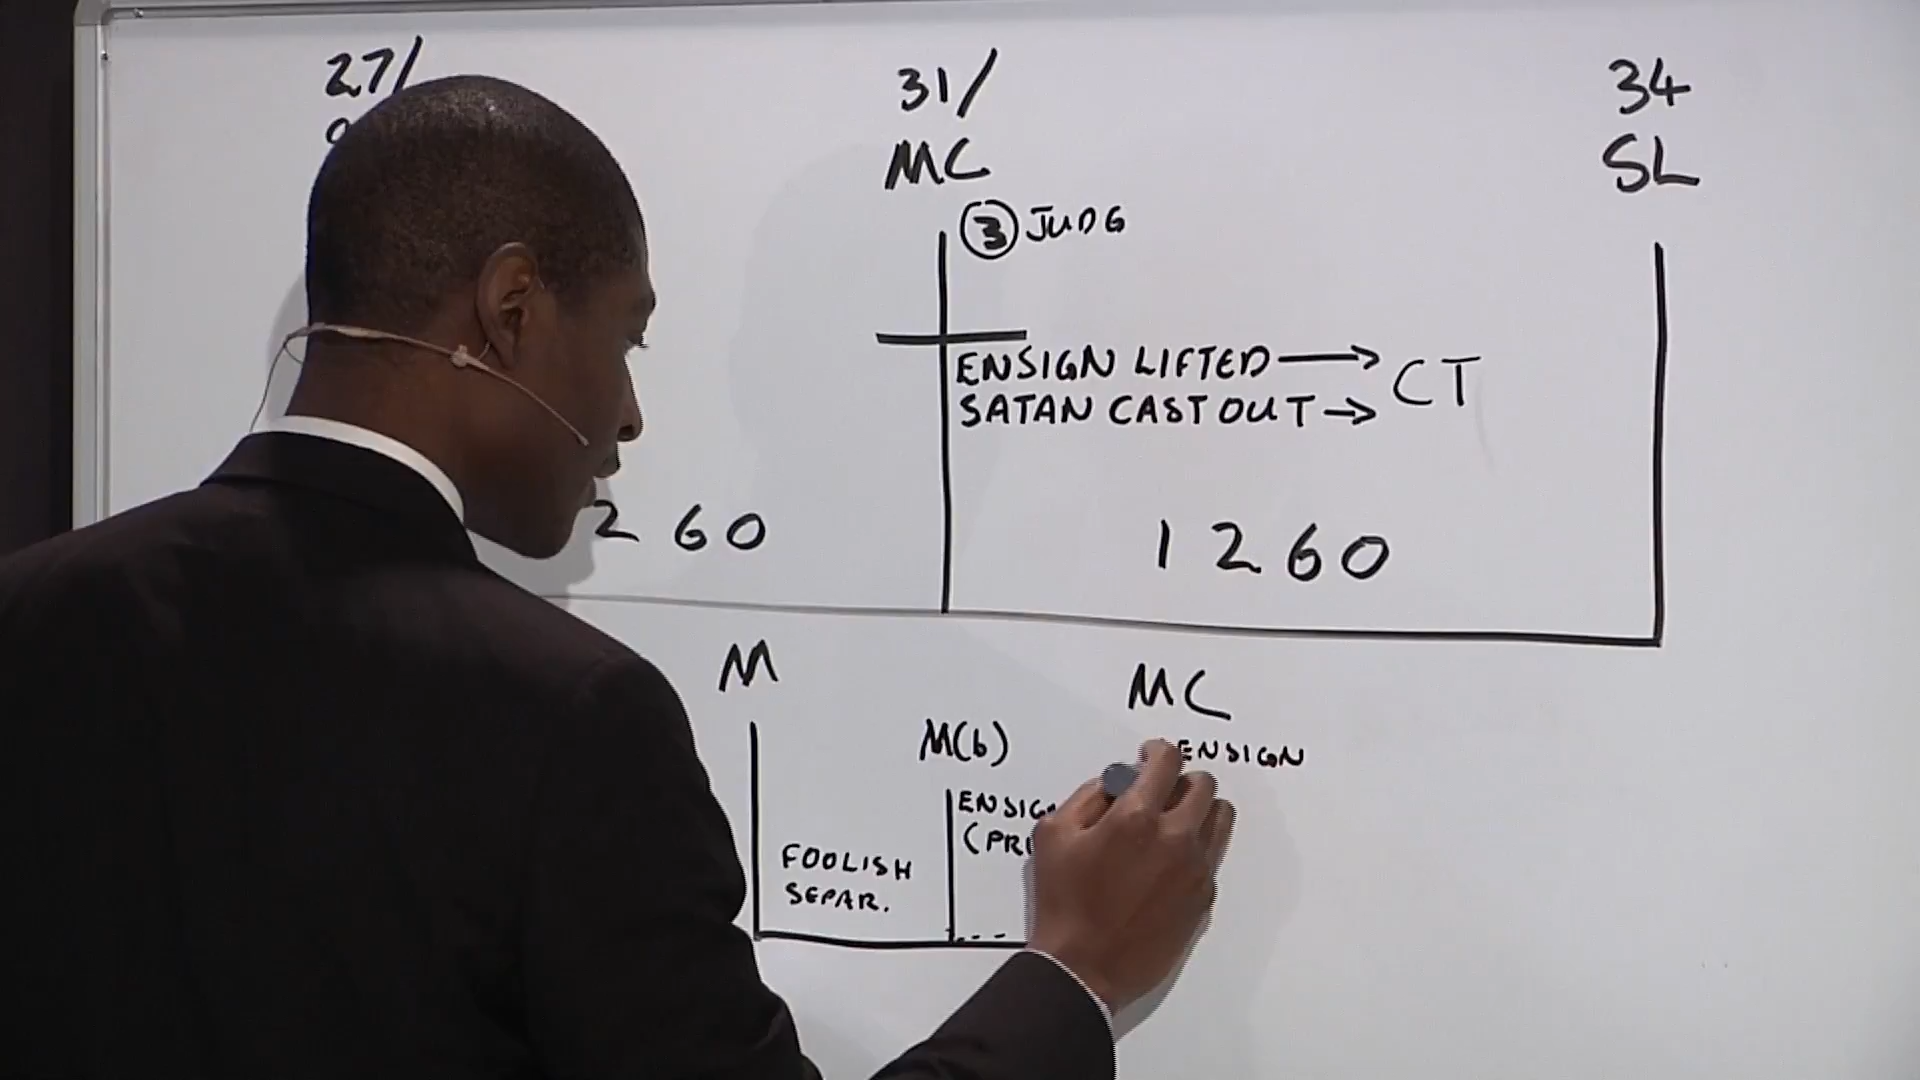 27/
31/
34
MC
SL
3 JUDG
ENSIGN LIFTED → CT
SATAN CAST OUT →
260
1260
M
MC
M(b)
ENSIGN
FOOLISH
SEPAR.